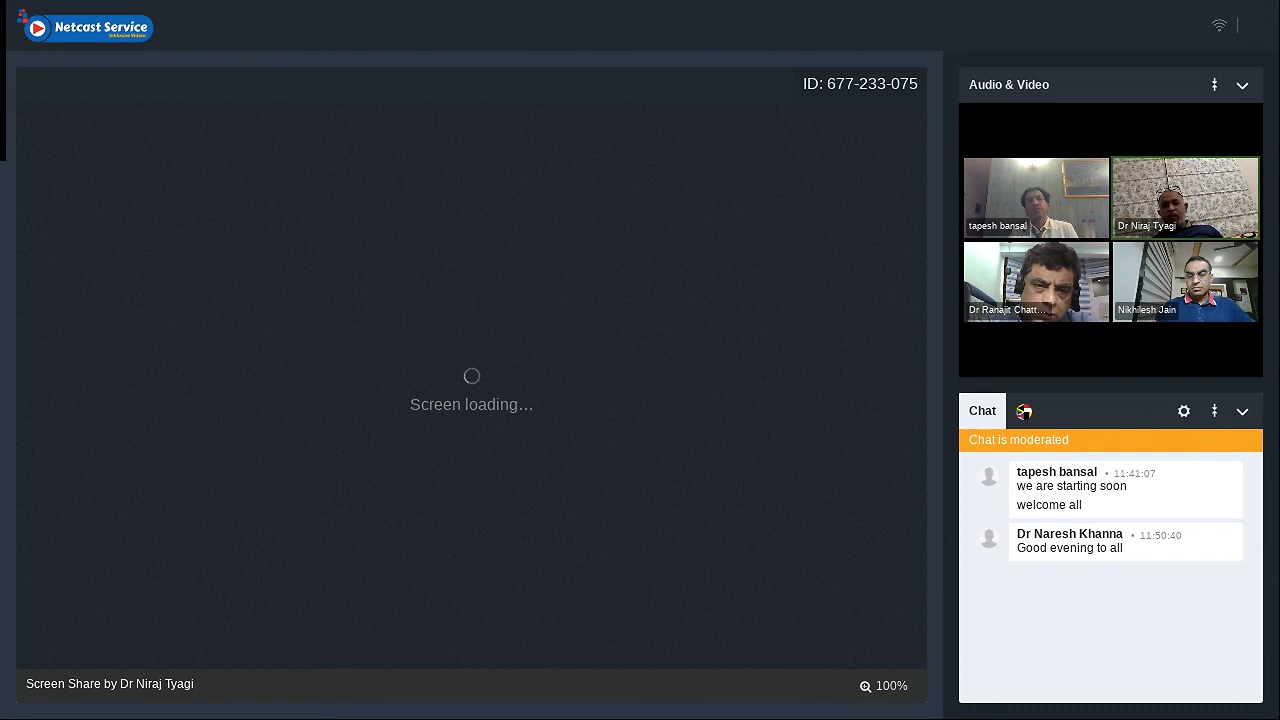 Netcast Service
Inklusive Videos
ID: 677-233-075
Screen loading…
Screen Share by Dr Niraj Tyagi
100%
Audio & Video
tapesh bansal
Dr Niraj Tyagi
Dr Ranajit Chatt…
Nikhilesh Jain
Chat
Chat is moderated
tapesh bansal • 11:41:07
we are starting soon
welcome all
Dr Naresh Khanna • 11:50:40
Good evening to all